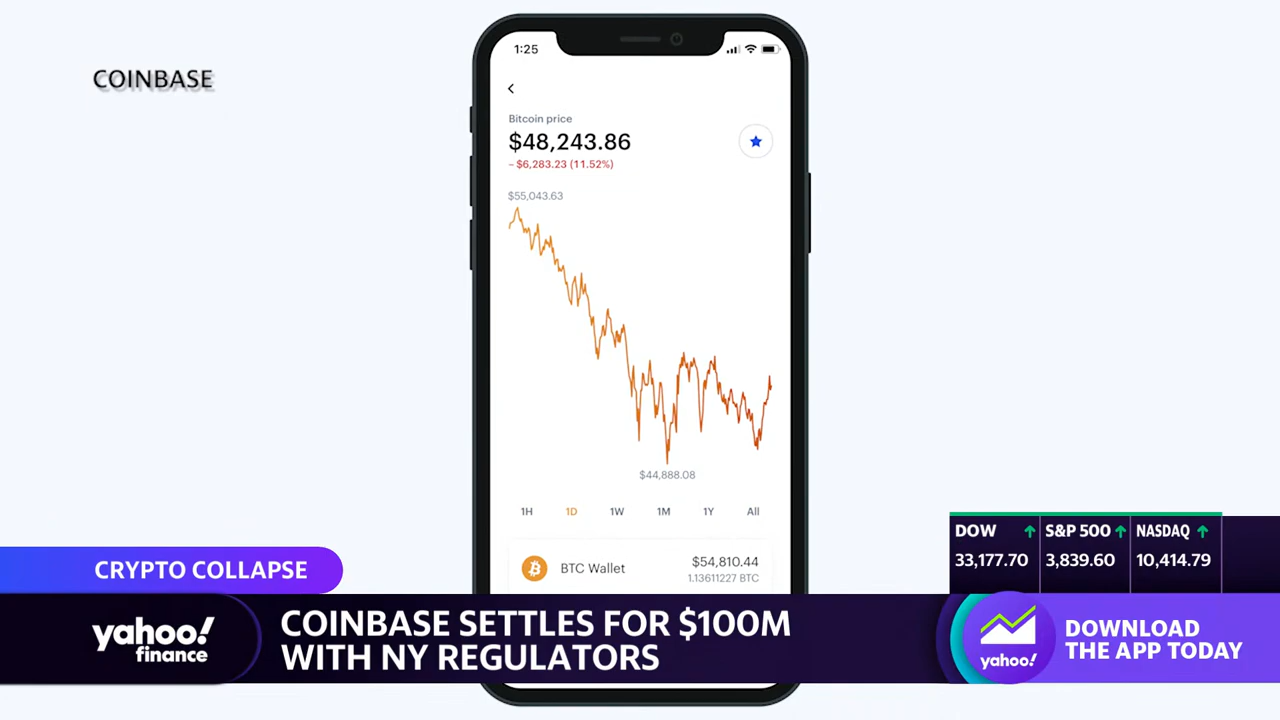 COINBASE
1:25
Bitcoin price
$48,243.86
- $6,283.23 (11.52%)
$55,043.63
$44,888.08
1H 1D 1W 1M 1Y All
BTC Wallet
$54,810.44
1.13611227 BTC
DOW
33,177.70
S&P 500
3,839.60
NASDAQ
10,414.79
CRYPTO COLLAPSE
yahoo!
finance
COINBASE SETTLES FOR $100M
WITH NY REGULATORS
yahoo!
DOWNLOAD
THE APP TODAY